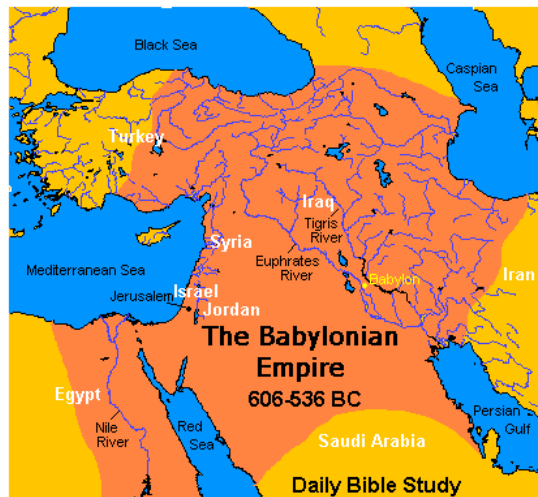 Black Sea
Caspian
Sea
Turkey
Iraq
Tigris
River
Syria
Euphrates
River
Mediterranean Sea
Babylon
Iran
Jerusalem
Israel
Jordan
The Babylonian
Empire
606-536 BC
Egypt
Nile
River
Red
Sea
Persian
Gulf
Saudi Arabia
Daily Bible Study